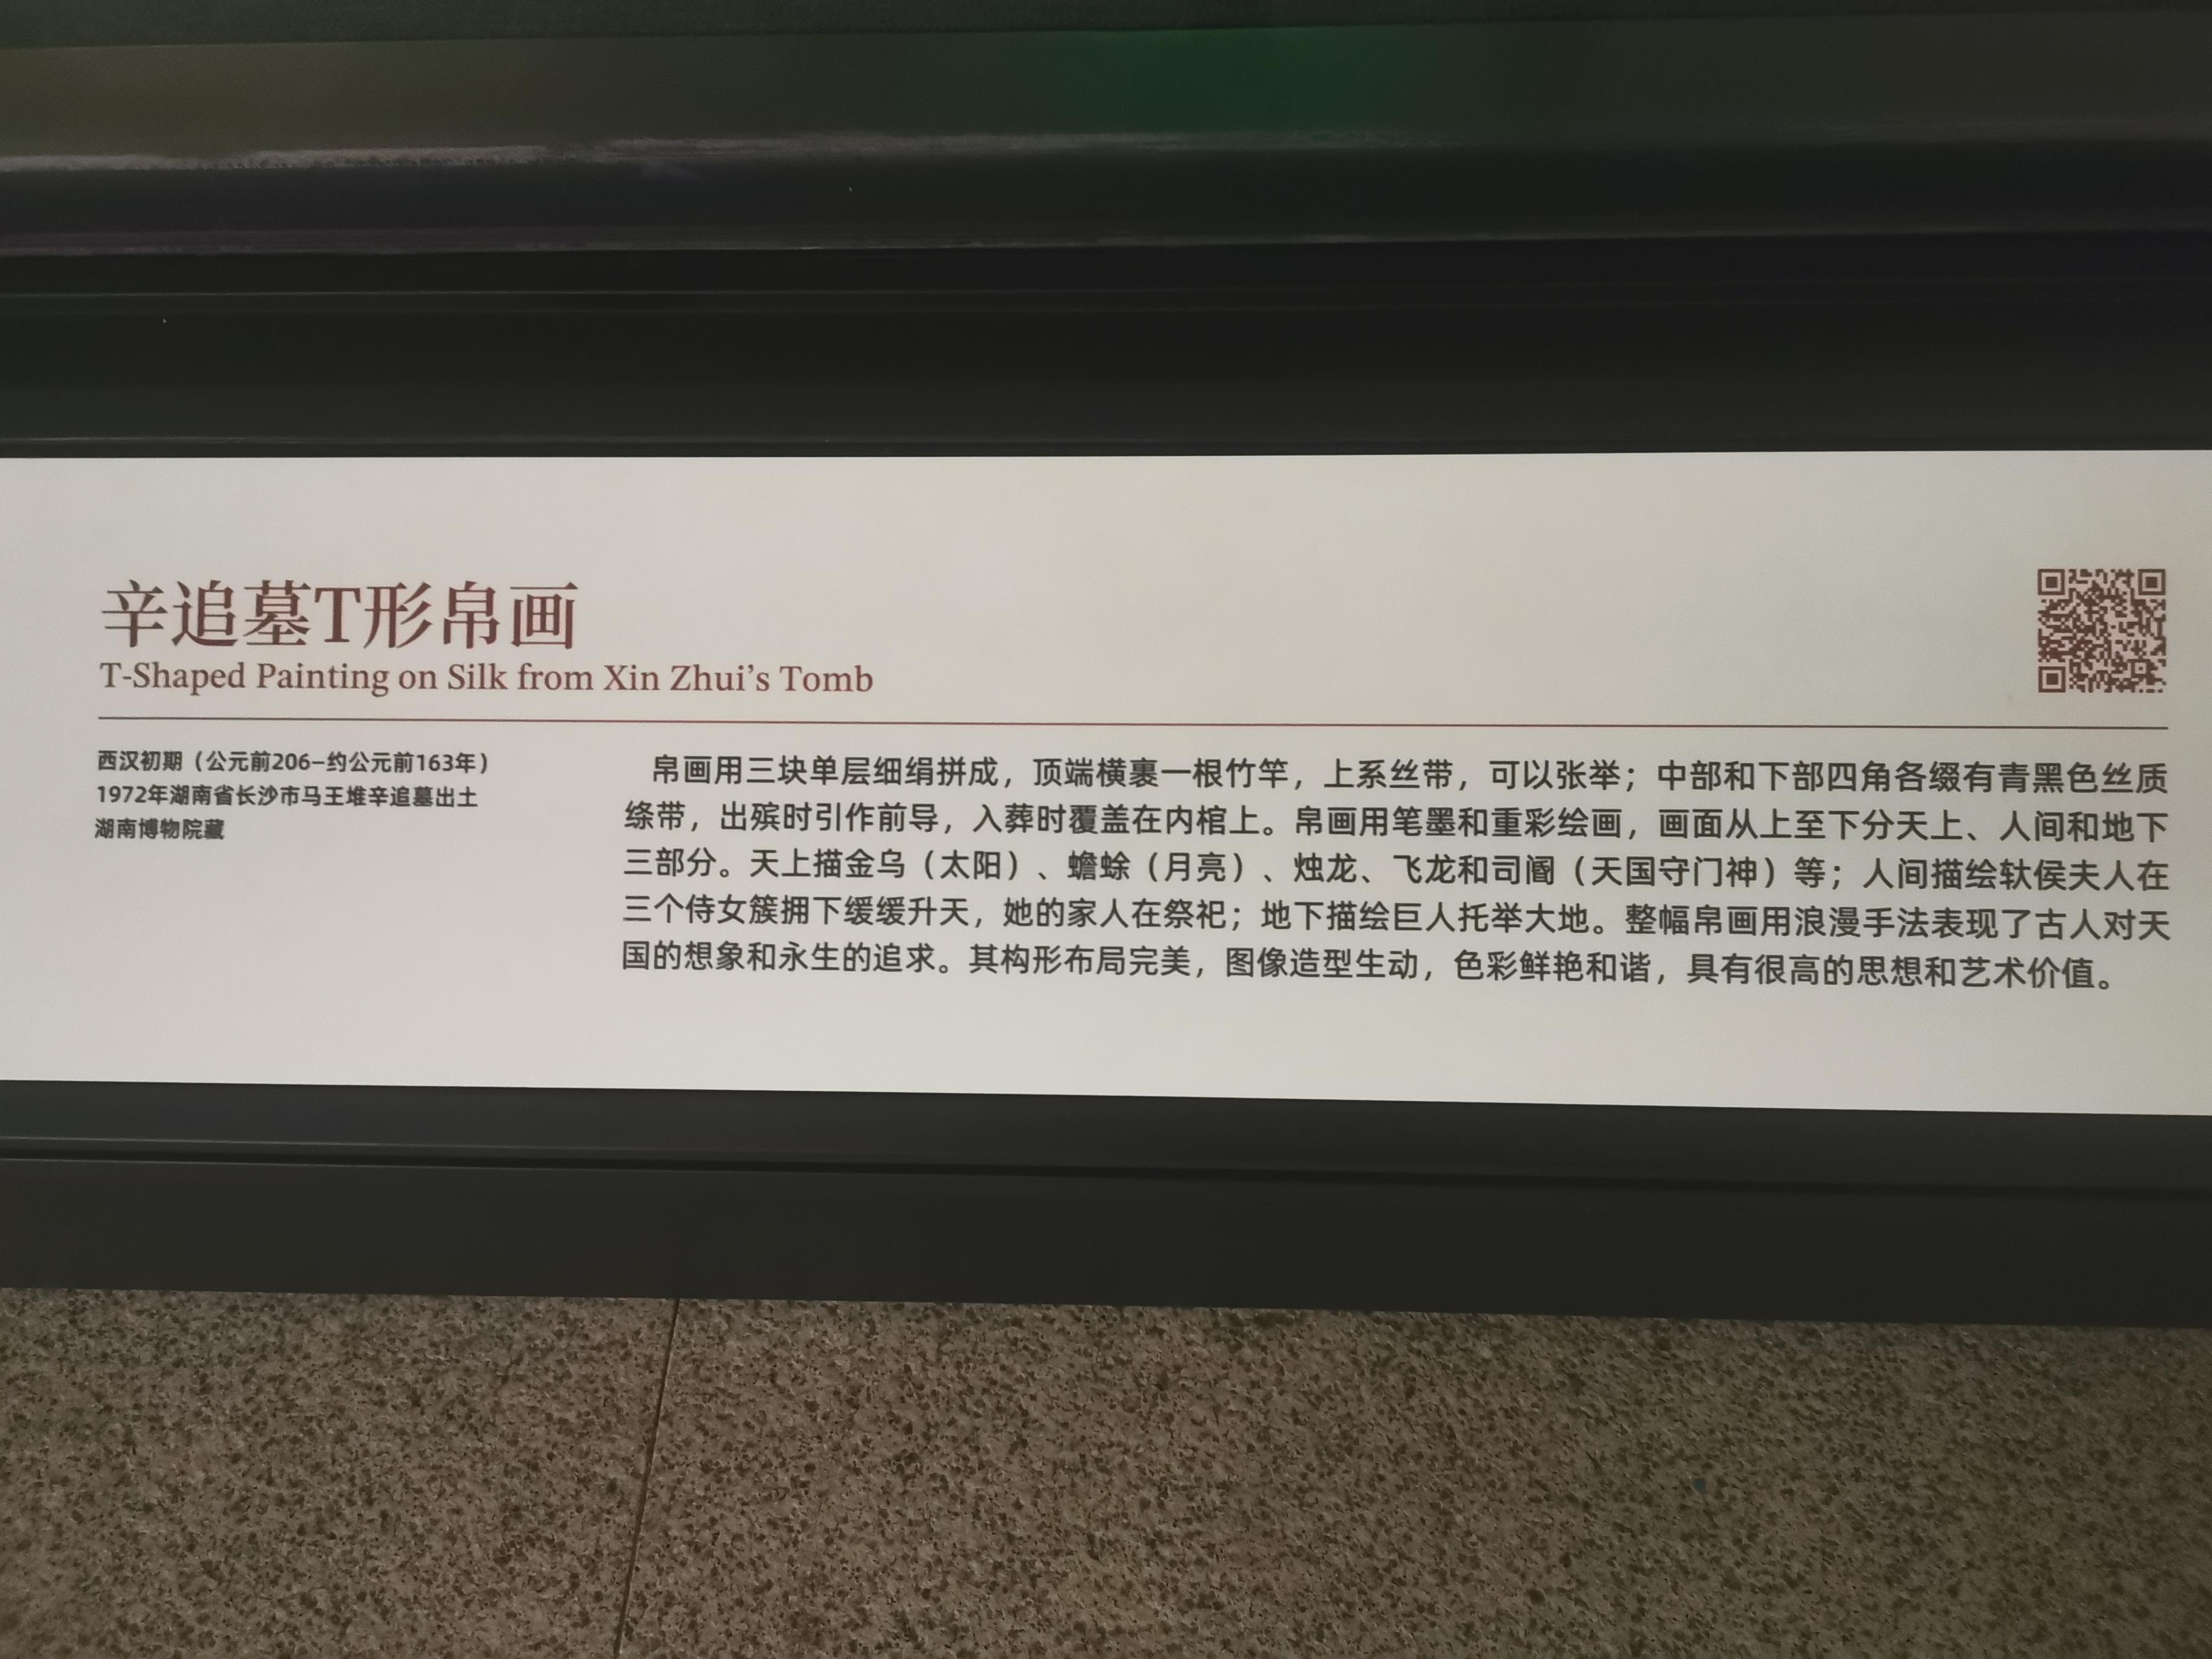 辛追墓T形帛画
T-Shaped Painting on Silk from Xin Zhui’s Tomb
西汉初期（公元前206–约公元前163年）
1972年湖南省长沙市马王堆辛追墓出土
湖南博物院藏
帛画用三块单层细绢拼成，顶端横裹一根竹竿，上系丝带，可以张举；中部和下部四角各缀有青黑色丝质
绦带，出殡时引作前导，入葬时覆盖在内棺上。帛画用笔墨和重彩绘画，画面从上至下分天上、人间和地下
三部分。天上描金乌（太阳）、蟾蜍（月亮）、烛龙、飞龙和司阍（天国守门神）等；人间描绘轪侯夫人在
三个侍女簇拥下缓缓升天，她的家人在祭祀；地下描绘巨人托举大地。整幅帛画用浪漫手法表现了古人对天
国的想象和永生的追求。其构形布局完美，图像造型生动，色彩鲜艳和谐，具有很高的思想和艺术价值。